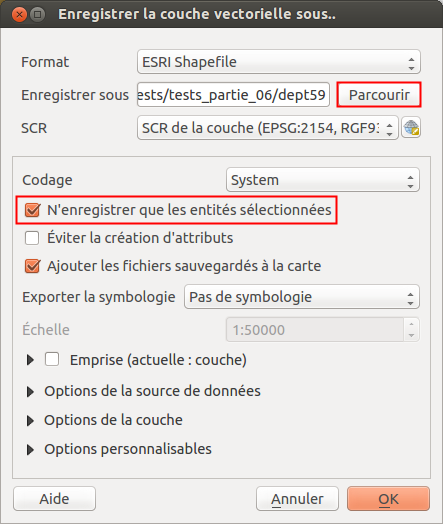 Enregistrer la couche vectorielle sous..
Format ESRI Shapefile
Enregistrer sous ests/tests_partie_06/dept59 Parcourir
SCR SCR de la couche (EPSG:2154, RGF93
Codage System
N'enregistrer que les entités sélectionnées
Éviter la création d'attributs
Ajouter les fichiers sauvegardés à la carte
Exporter la symbologie Pas de symbologie
Échelle 1:50000
Emprise (actuelle : couche)
Options de la source de données
Options de la couche
Options personnalisables
Aide Annuler OK